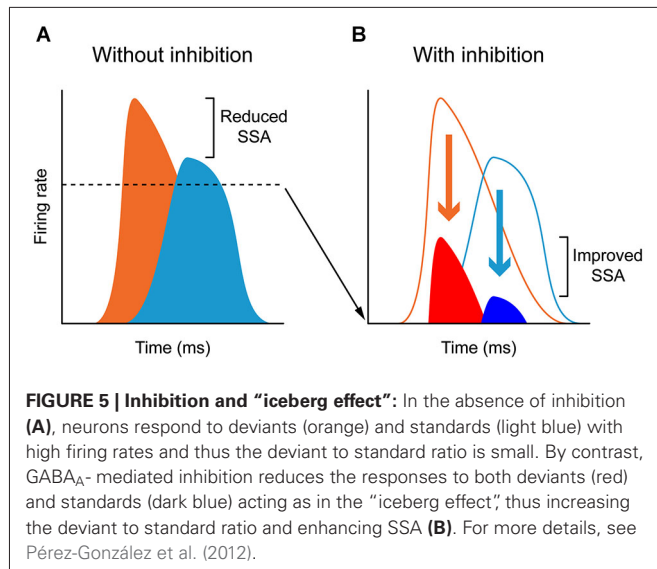 A
B
Without inhibition
With inhibition
Reduced
SSA
Firing rate
Improved
SSA
Time (ms)
Time (ms)
FIGURE 5 | Inhibition and “iceberg effect”: In the absence of inhibition
(A), neurons respond to deviants (orange) and standards (light blue) with
high firing rates and thus the deviant to standard ratio is small. By contrast,
GABAA- mediated inhibition reduces the responses to both deviants (red)
and standards (dark blue) acting as in the “iceberg effect”, thus increasing
the deviant to standard ratio and enhancing SSA (B). For more details, see
Pérez-González et al. (2012).